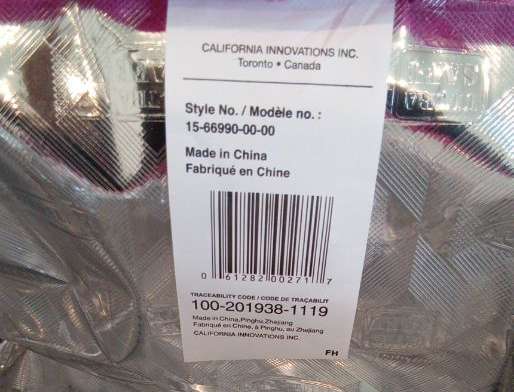 CALIFORNIA INNOVATIONS INC.
Toronto • Canada
Style No. / Modèle no. :
15-66990-00-00
Made in China
Fabriqué en Chine
0 61282 00271 7
TRACEABILITY CODE / CODE DE TRAÇABILIT
100-201938-1119
Made in China,Pinghu,Zhejiang
Fabriqué en Chine, à Pinghu, au Zhejiang
CALIFORNIA INNOVATIONS INC.
FH